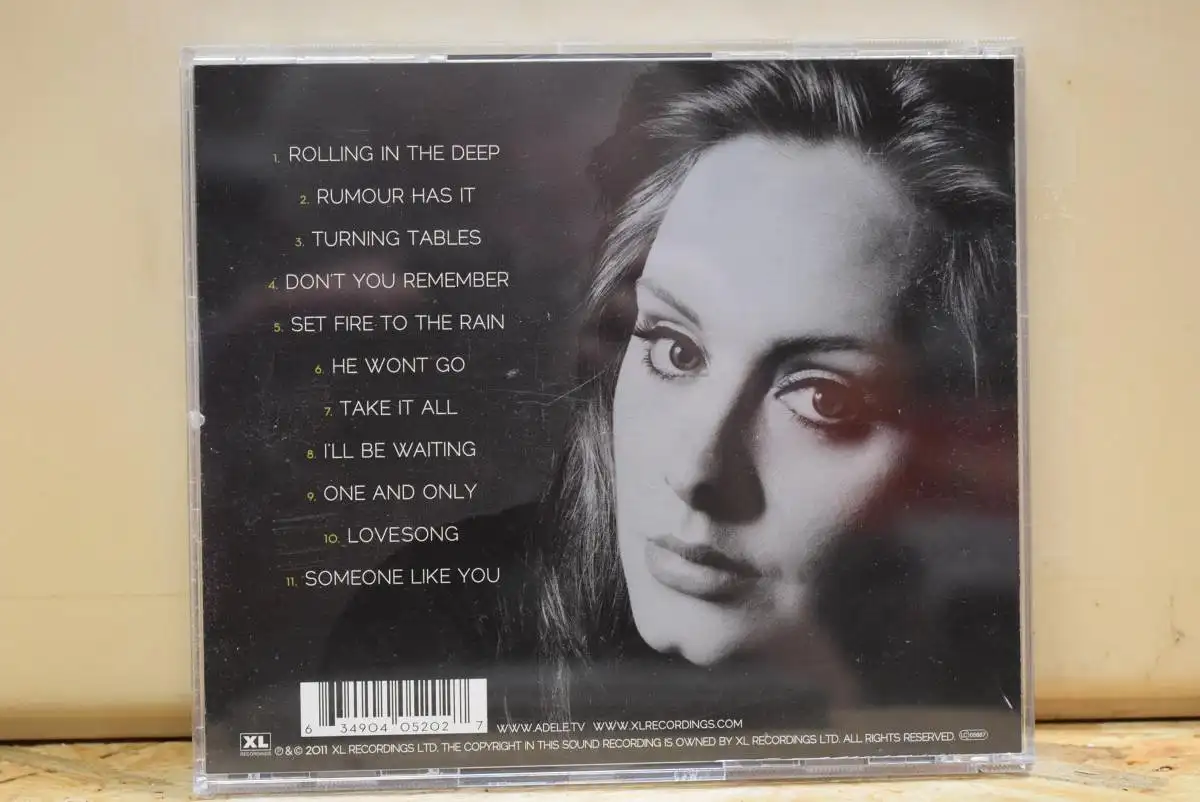 1. ROLLING IN THE DEEP
2. RUMOUR HAS IT
3. TURNING TABLES
4. DON'T YOU REMEMBER
5. SET FIRE TO THE RAIN
6. HE WONT GO
7. TAKE IT ALL
8. I'LL BE WAITING
9. ONE AND ONLY
10. LOVESONG
11. SOMEONE LIKE YOU
6 34904 05202 7
WWW.ADELE.TV WWW.XLRECORDINGS.COM
XL
RECORDINGS
℗ & © 2011 XL RECORDINGS LTD. THE COPYRIGHT IN THIS SOUND RECORDING IS OWNED BY XL RECORDINGS LTD. ALL RIGHTS RESERVED.